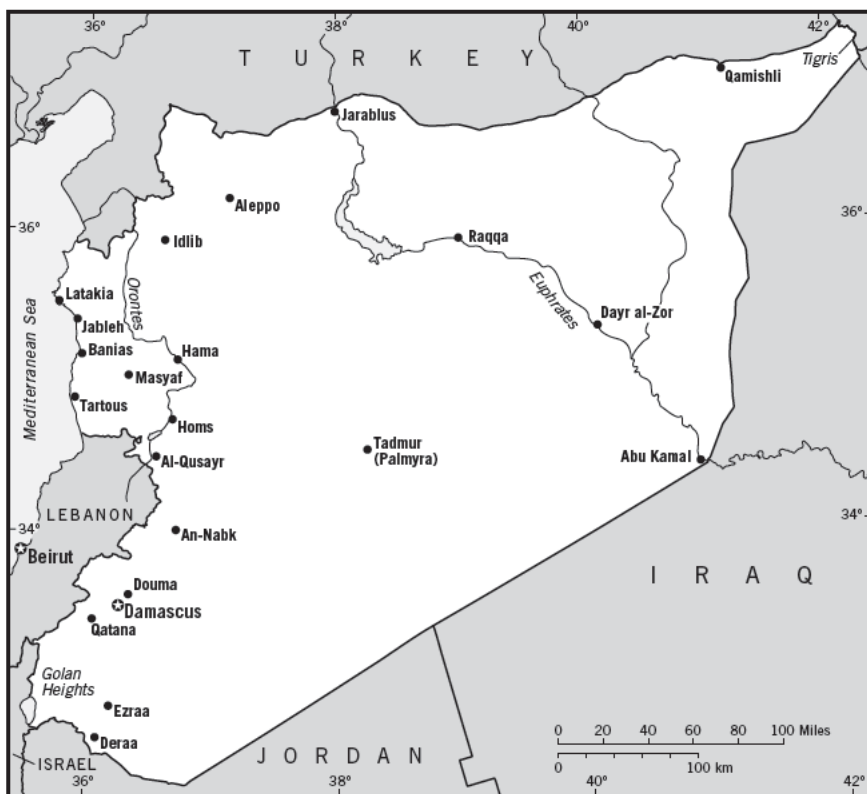 36°
38°
40°
42°
TURKEY
Tigris
Qamishli
Jarablus
Aleppo
36°
36°
Idlib
Raqqa
Orontes
Euphrates
Latakia
Dayr al-Zor
Jableh
Mediterranean Sea
Banias
Hama
Masyaf
Tartous
Homs
Tadmur
(Palmyra)
Abu Kamal
Al-Qusayr
LEBANON
34°
34°
An-Nabk
Beirut
IRAQ
Douma
Damascus
Qatana
Golan
Heights
Ezraa
Deraa
0 20 40 60 80 100 Miles
0 100 km
JORDAN
ISRAEL
36°
38°
40°
42°